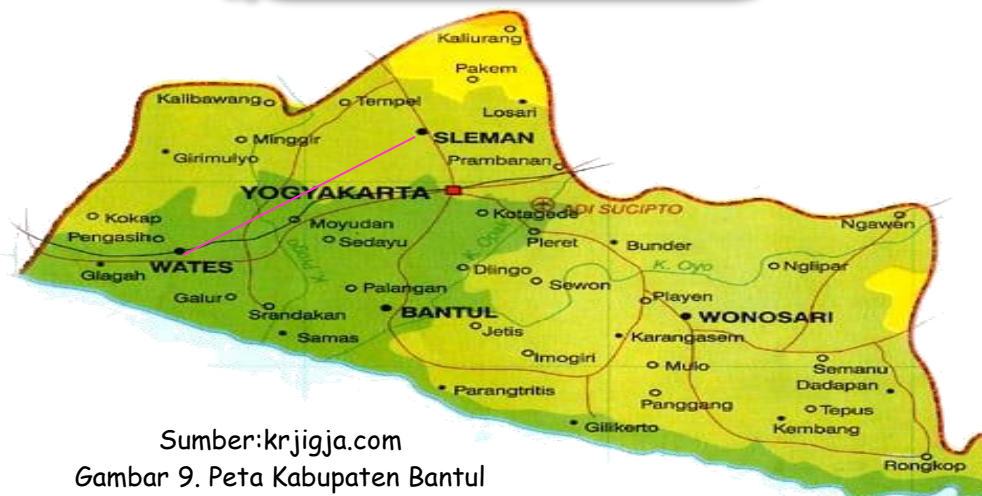 Kaliurang
Pakem
Kalibawang
Tempel
Losari
Minggir
SLEMAN
Girimulyo
Prambanan
YOGYAKARTA
Kokap
Moyudan
Kotagede
ADI SUCIPTO
Ngawen
Pengasih
Sedayu
K. Opak
Pleret
Bunder
WATES
K. Progo
Dlingo
K. Oyo
Nglipar
Glagah
Galur
Palangan
Sewon
Playen
Srandakan
BANTUL
WONOSARI
Samas
Jetis
Karangasem
Imogiri
Mulo
Semanu
Parangtritis
Dadapan
Panggang
Tepus
Gilikerto
Kembang
Rongkop
Sumber:krjigja.com
Gambar 9. Peta Kabupaten Bantul